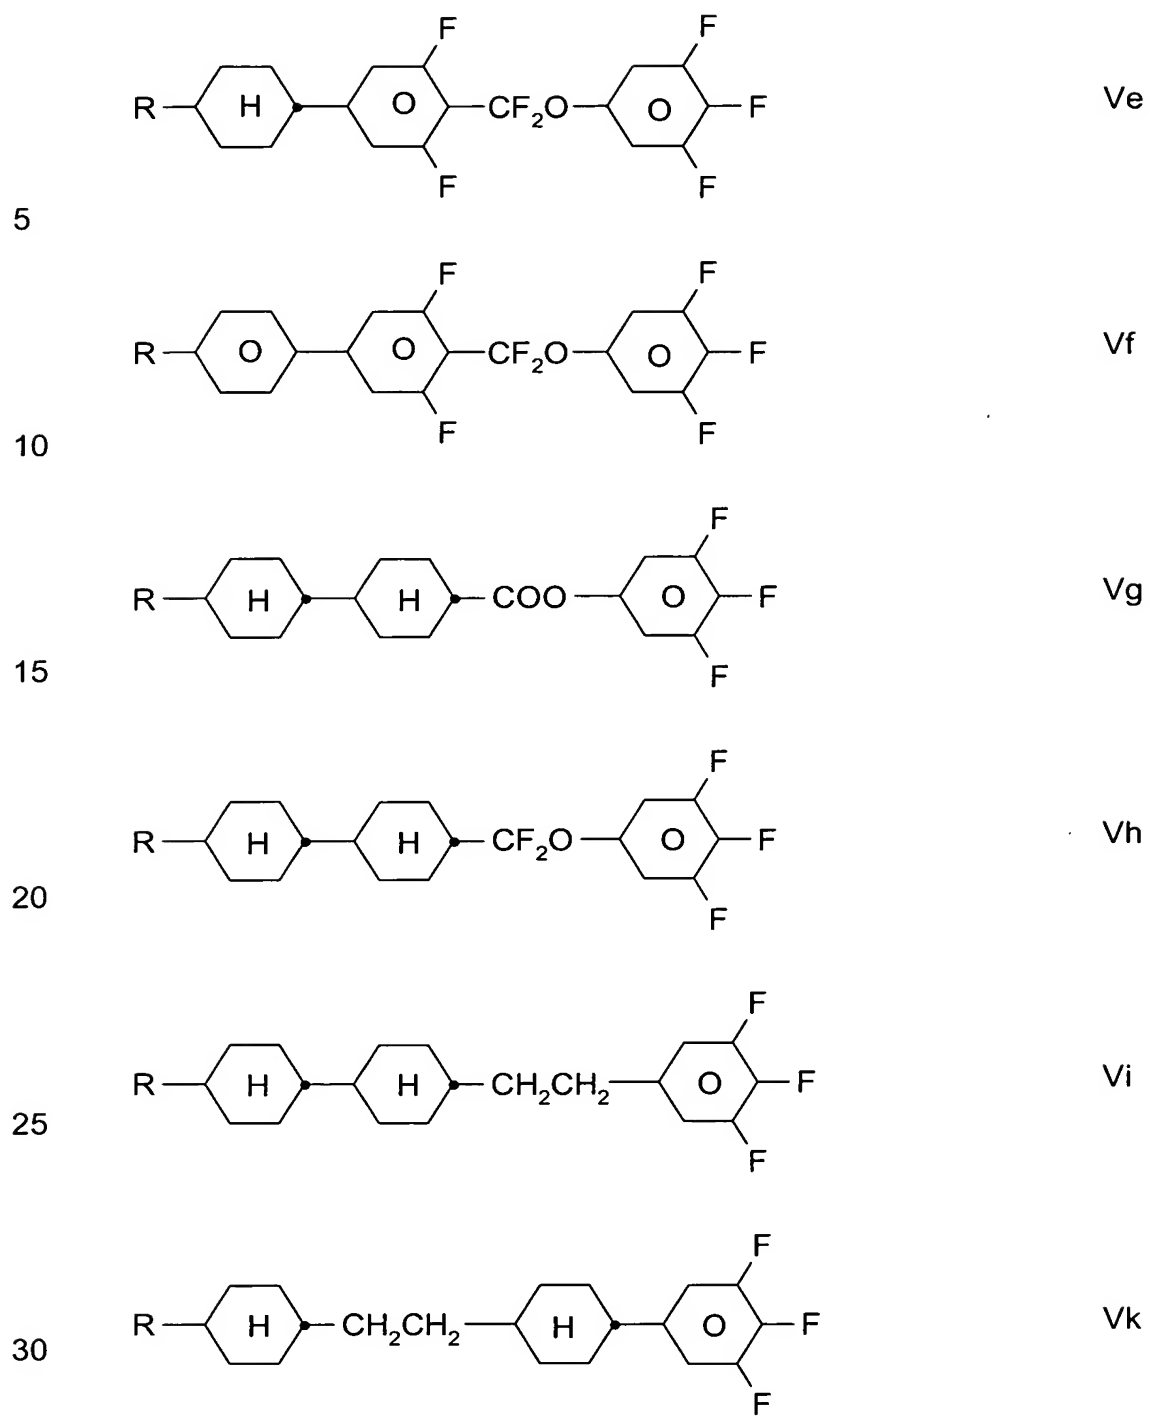 F F
R H O CF2O O F Ve
F F
5
F F
R O O CF2O O F Vf
F F
10
F
R H H COO O F Vg
F
15
F
R H H CF2O O F Vh
F
20
F
R H H CH2CH2 O F Vi
F
25
F
R H CH2CH2 H O F Vk
F
30